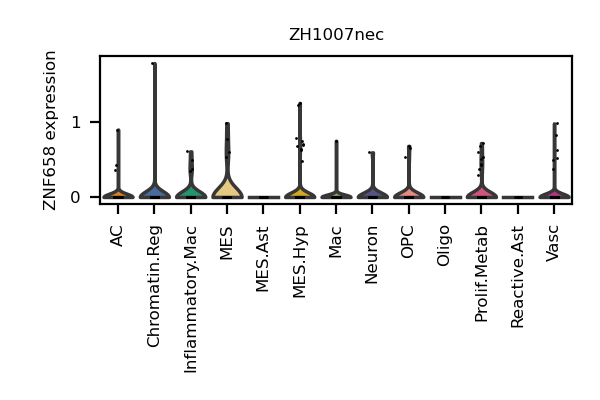 ZH1007nec
ZNF658 expression
1
0
AC
Chromatin.Reg
Inflammatory.Mac
MES
MES.Ast
MES.Hyp
Mac
Neuron
OPC
Oligo
Prolif.Metab
Reactive.Ast
Vasc